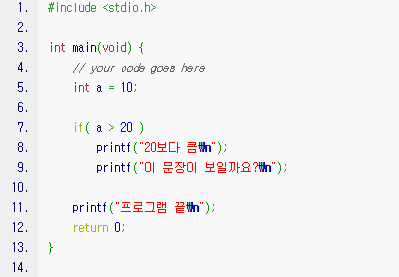 1. #include <stdio.h>
2.
3. int main(void) {
4. // your code goes here
5. int a = 10;
6.
7. if( a > 20 )
8. printf("20보다 큼₩n");
9. printf("이 문장이 보일까요?₩n");
10.
11. printf("프로그램 끝₩n");
12. return 0;
13. }
14.